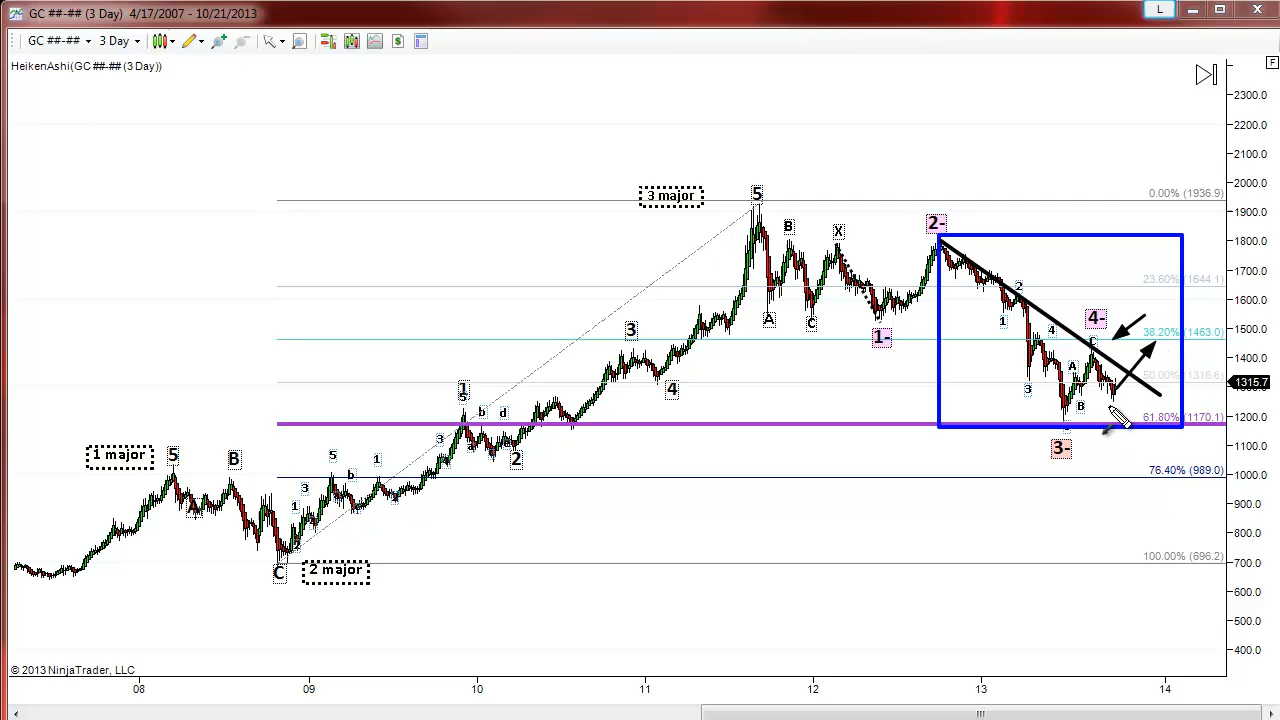 GC ##-## (3 Day) 4/17/2007 - 10/21/2013
L
GC ##-## 3 Day
HeikenAshi(GC ##-## (3 Day))
F
2300.0
2200.0
2100.0
2000.0
1900.0
1800.0
1700.0
1600.0
1500.0
1400.0
1315.7
1200.0
1100.0
1000.0
900.0
800.0
700.0
600.0
500.0
400.0
0.00% (1936.9)
23.60% (1644.1)
38.20% (1463.0)
50.00% (1316.6)
61.80% (1170.1)
76.40% (989.0)
100.00% (696.2)
3 major 5
B X 2-
A C 1-
2
1 4 4-
C
3 A
B
3-
3
4
1
5
b d
a
2
3
5 b 1
3
1
1 major 5 B
A
C 2 major
© 2013 NinjaTrader, LLC
08 09 10 11 12 13 14